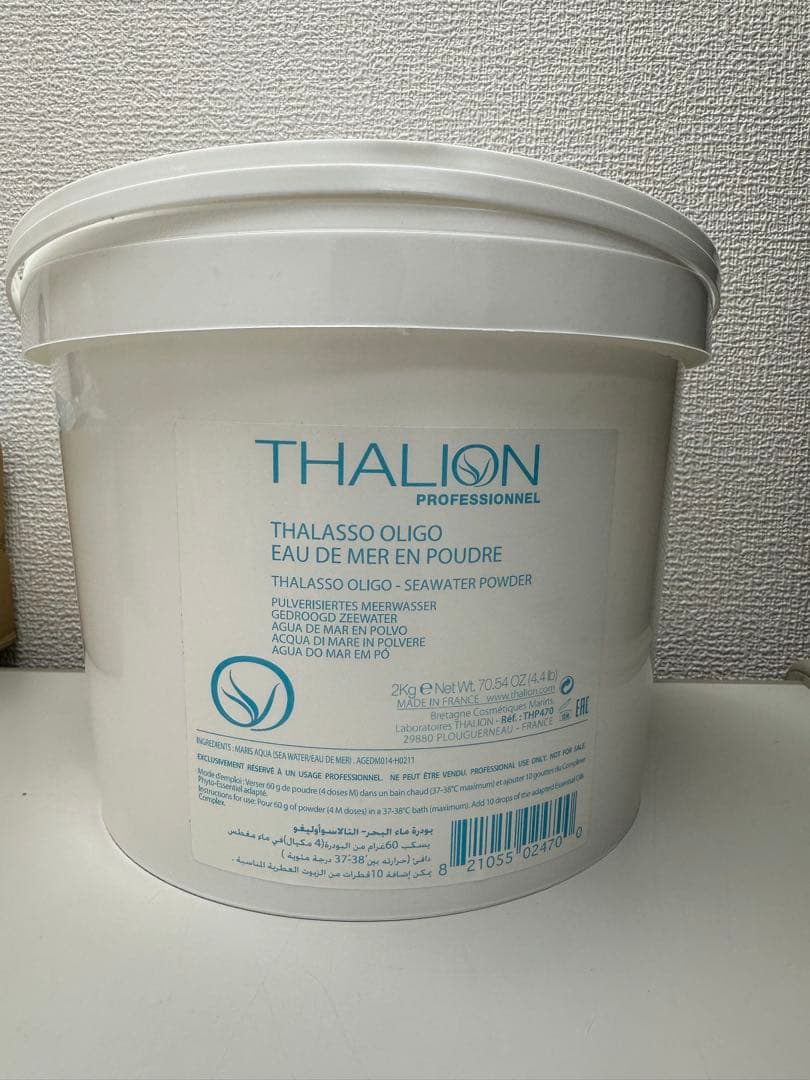 THALION
PROFESSIONNEL
THALASSO OLIGO
EAU DE MER EN POUDRE
THALASSO OLIGO - SEAWATER POWDER
PULVERISIERTES MEERWASSER
GEDROOGD ZEEWATER
AGUA DE MAR EN POLVO
ACQUA DI MARE IN POLVERE
AGUA DO MAR EM PÓ
2Kg ℮ Net Wt. 70.54 OZ (4.4 lb)
MADE IN FRANCE www.thalion.com
Bretagne Cosmétiques Marins
Laboratoires THALION - Réf. : THP470
29880 PLOUGUERNEAU - FRANCE
EAC
INGREDIENTS : MARIS AQUA (SEA WATER/EAU DE MER) . AGEDM014-H0211
EXCLUSIVEMENT RÉSERVÉ À UN USAGE PROFESSIONNEL. NE PEUT ÊTRE VENDU. PROFESSIONAL USE ONLY. NOT FOR SALE
Mode d'emploi : Verser 60 g de poudre (4 doses M) dans un bain chaud (37-38°C maximum) et ajouter 10 gouttes du Complexe
Phyto-Essentiel adapté.
Instructions for use: Pour 60 g of powder (4 M doses) in a 37-38°C bath (maximum). Add 10 drops of the adapted Essential Oils
Complex.
بودرة ماء البحر- التالاسوأوليغو
يسكب 60غرام من البودرة(4 مكيال)في ماء مغطس
دافئ (حرارته بين 37-38 درجة مئوية )
يمكن إضافة 10قطرات من الزيوت العطرية المناسبة .
8 21055 02470 0